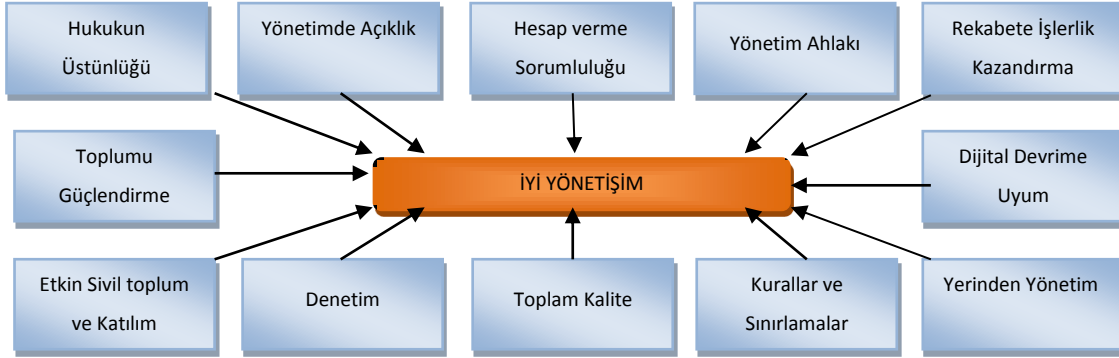 Hukukun
Üstünlüğü
Yönetimde Açıklık
Hesap verme
Sorumluluğu
Yönetim Ahlakı
Rekabete İşlerlik
Kazandırma
Toplumu
Güçlendirme
İYİ YÖNETİŞİM
Dijital Devrime
Uyum
Etkin Sivil toplum
ve Katılım
Denetim
Toplam Kalite
Kurallar ve
Sınırlamalar
Yerinden Yönetim